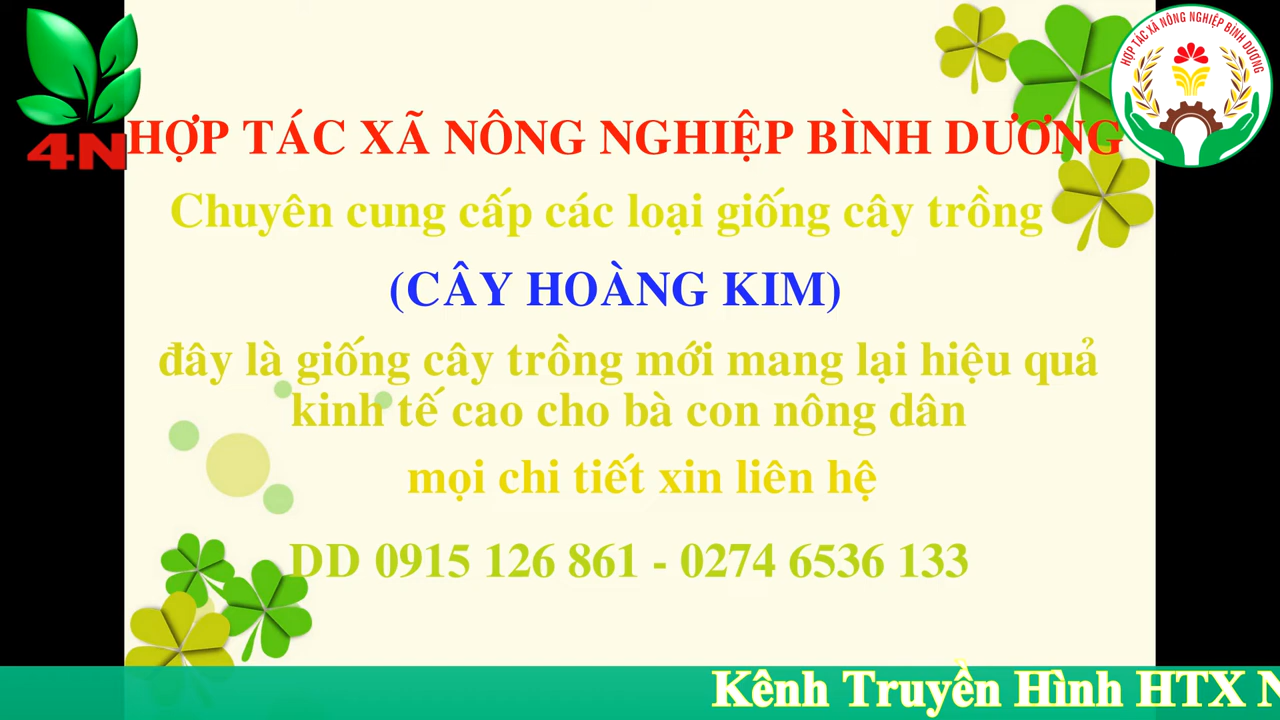 4N
HỢP TÁC XÃ NÔNG NGHIỆP BÌNH DƯƠNG
HỢP TÁC XÃ NÔNG NGHIỆP BÌNH DƯƠNG
Chuyên cung cấp các loại giống cây trồng
(CÂY HOÀNG KIM)
đây là giống cây trồng mới mang lại hiệu quả
kinh tế cao cho bà con nông dân
mọi chi tiết xin liên hệ
DD 0915 126 861 - 0274 6536 133
Kênh Truyền Hình HTX N